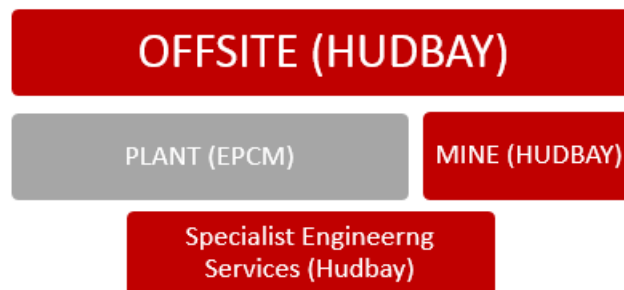 OFFSITE (HUDBAY)
PLANT (EPCM)
MINE (HUDBAY)
Specialist Engineerng
Services (Hudbay)